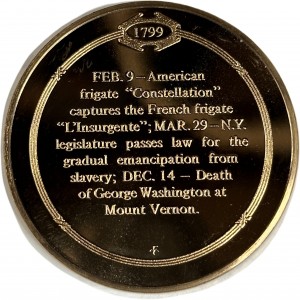 1799
FEB. 9—American
frigate "Constellation"
captures the French frigate
"L'Insurgente"; MAR. 29—N.Y.
legislature passes law for the
gradual emancipation from
slavery; DEC. 14 — Death
of George Washington at
Mount Vernon.